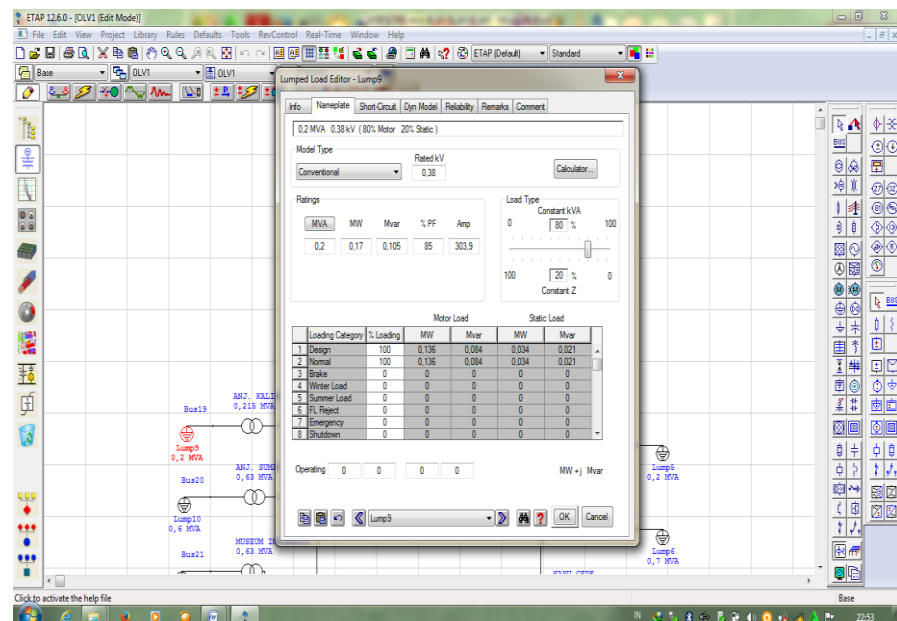 ETAP 12.6.0 - [OLV1 (Edit Mode)]
File Edit View Project Library Rules Defaults Tools RevControl Real-Time Window Help
ETAP (Default) Standard
Base OLV1 OLV1
Lumped Load Editor - Lump9
Info Nameplate Short-Circuit Dyn Model Reliability Remarks Comment
0,2 MVA 0,38 kV ( 80% Motor 20% Static )
Model Type
Conventional
Rated kV
0,38
Calculator...
Ratings
MVA MW Mvar % PF Amp
0,2 0,17 0,105 85 303,9
Load Type
Constant kVA
0 80 % 100
100 20 % 0
Constant Z
Motor Load Static Load
Loading Category % Loading MW Mvar MW Mvar
1 Design 100 0,136 0,084 0,034 0,021
2 Normal 100 0,136 0,084 0,034 0,021
3 Brake 0 0 0 0 0
4 Winter Load 0 0 0 0 0
5 Summer Load 0 0 0 0 0
6 FL Reject 0 0 0 0 0
7 Emergency 0 0 0 0 0
8 Shutdown 0 0 0 0 0
Operating 0 0 0 0 MW +j Mvar
Lump9 OK Cancel
Bus19
0,215 MVA
Lump9
0,2 MVA
Bus20
0,63 MVA
Lump10
0,6 MVA
MUSEUM
Bus21
0,63 MVA
Lump5
0,2 MVA
Lump6
0,7 MVA
BUS
BUS
Click to activate the help file
Base
IN
22:53